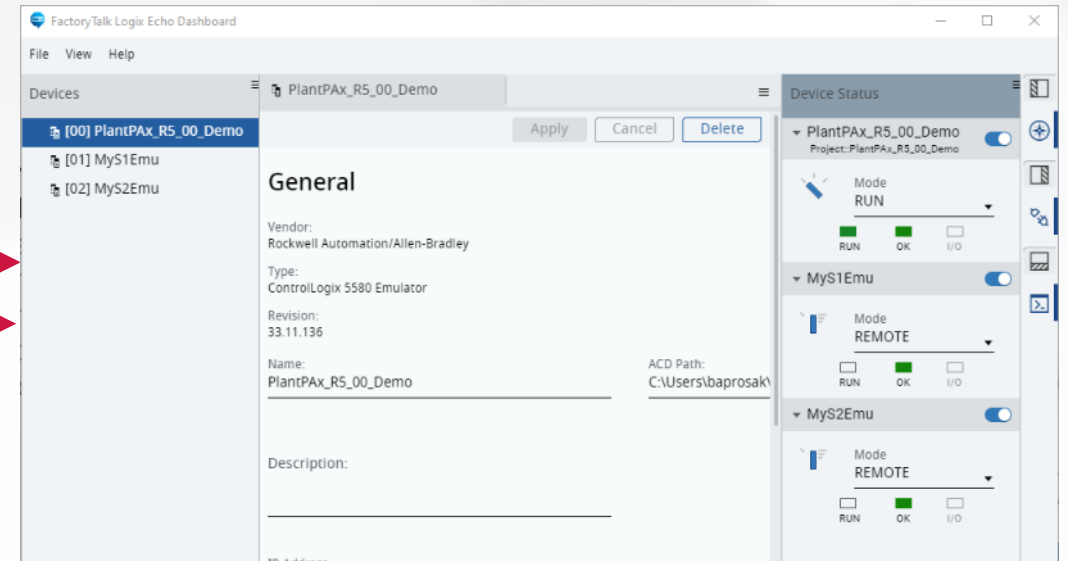 FactoryTalk Logix Echo Dashboard
File View Help
Devices
[00] PlantPAx_R5_00_Demo
[01] MyS1Emu
[02] MyS2Emu
PlantPAx_R5_00_Demo
Apply Cancel Delete
General
Vendor:
Rockwell Automation/Allen-Bradley
Type:
ControlLogix 5580 Emulator
Revision:
33.11.136
Name:
PlantPAx_R5_00_Demo
ACD Path:
C:\Users\baprosak\
Description:
IP Address
Device Status
PlantPAx_R5_00_Demo
Project::PlantPAx_R5_00_Demo
Mode
RUN
RUN OK I/O
MyS1Emu
Mode
REMOTE
RUN OK I/O
MyS2Emu
Mode
REMOTE
RUN OK I/O